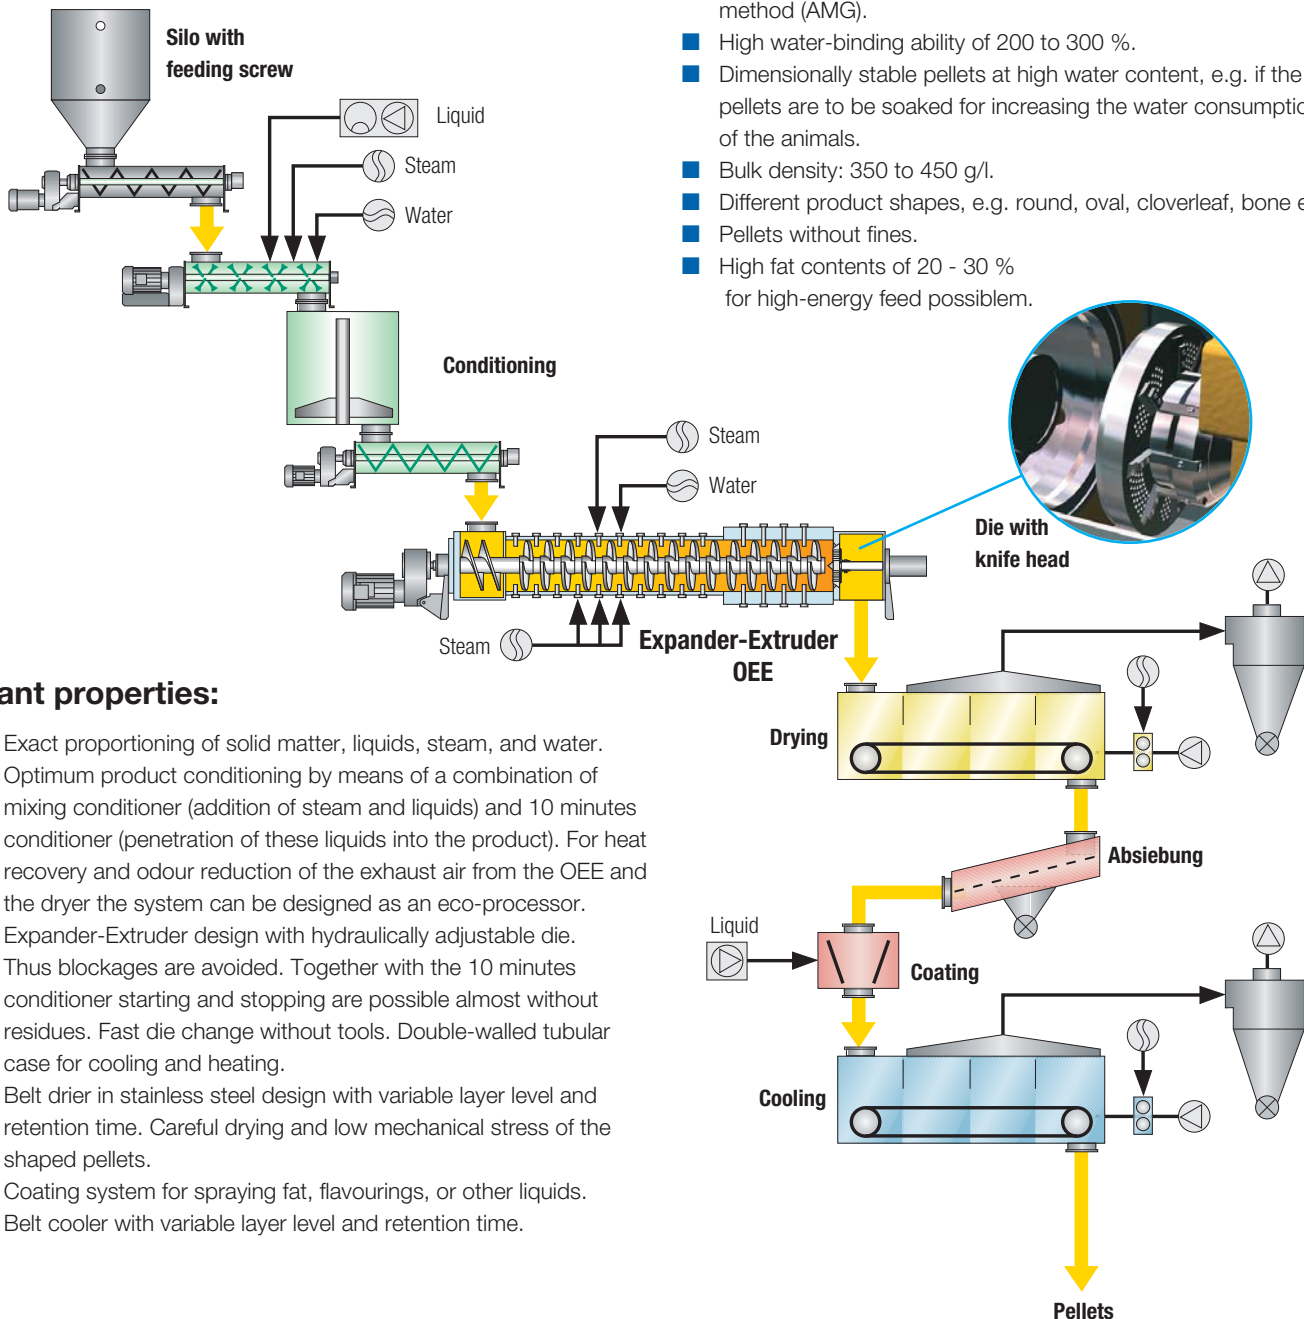 method (AMG).
High water-binding ability of 200 to 300 %.
Dimensionally stable pellets at high water content, e.g. if the
pellets are to be soaked for increasing the water
of the animals.
Bulk density: 350 to 450 g/l.
Different product shapes, e.g. round, oval, cloverleaf, bone
Pellets without fines.
High fat contents of 20 - 30 %
for high-energy feed possiblem.
Silo with
feeding screw
Liquid
Steam
Water
Conditioning
Steam
Water
Die with
knife head
Steam
Expander-Extruder
OEE
Drying
Absiebung
Liquid
Coating
Cooling
Pellets
properties:
Exact proportioning of solid matter, liquids, steam, and water.
Optimum product conditioning by means of a combination of
mixing conditioner (addition of steam and liquids) and 10 minutes
conditioner (penetration of these liquids into the product). For heat
recovery and odour reduction of the exhaust air from the OEE and
the dryer the system can be designed as an eco-processor.
Expander-Extruder design with hydraulically adjustable die.
Thus blockages are avoided. Together with the 10 minutes
conditioner starting and stopping are possible almost without
residues. Fast die change without tools. Double-walled tubular
case for cooling and heating.
Belt drier in stainless steel design with variable layer level and
retention time. Careful drying and low mechanical stress of the
shaped pellets.
Coating system for spraying fat, flavourings, or other liquids.
Belt cooler with variable layer level and retention time.